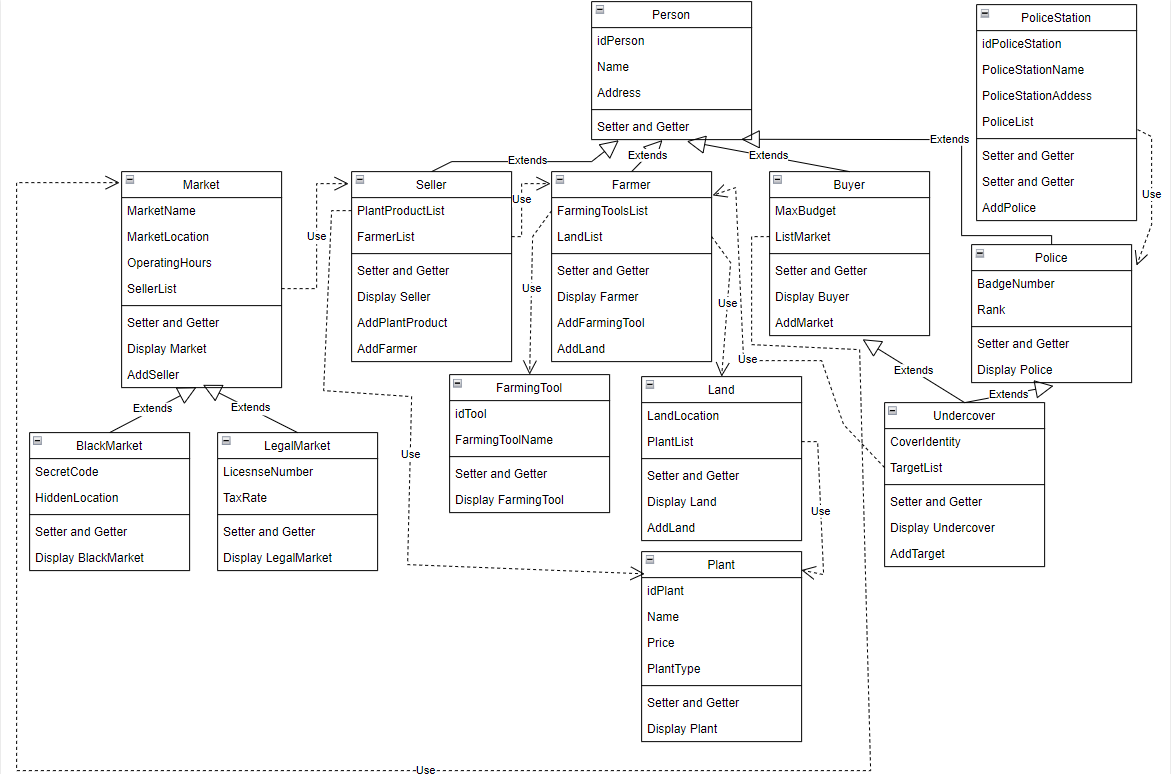 Person
idPerson
Name
Address
Setter and Getter
PoliceStation
idPoliceStation
PoliceStationName
PoliceStationAddess
PoliceList
Setter and Getter
Setter and Getter
AddPolice
Extends
Extends
Extends
Extends
Use
Market
MarketName
MarketLocation
OperatingHours
SellerList
Setter and Getter
Display Market
AddSeller
Use
Seller
PlantProductList
FarmerList
Setter and Getter
Display Seller
AddPlantProduct
AddFarmer
Use
Farmer
FarmingToolsList
LandList
Setter and Getter
Display Farmer
AddFarmingTool
AddLand
Use
Use
Buyer
MaxBudget
ListMarket
Setter and Getter
Display Buyer
AddMarket
Use
Police
BadgeNumber
Rank
Setter and Getter
Display Police
Extends
Extends
Extends
Extends
BlackMarket
SecretCode
HiddenLocation
Setter and Getter
Display BlackMarket
LegalMarket
LicesnseNumber
TaxRate
Setter and Getter
Display LegalMarket
Use
FarmingTool
idTool
FarmingToolName
Setter and Getter
Display FarmingTool
Land
LandLocation
PlantList
Setter and Getter
Display Land
AddLand
Use
Undercover
CoverIdentity
TargetList
Setter and Getter
Display Undercover
AddTarget
Plant
idPlant
Name
Price
PlantType
Setter and Getter
Display Plant
Use